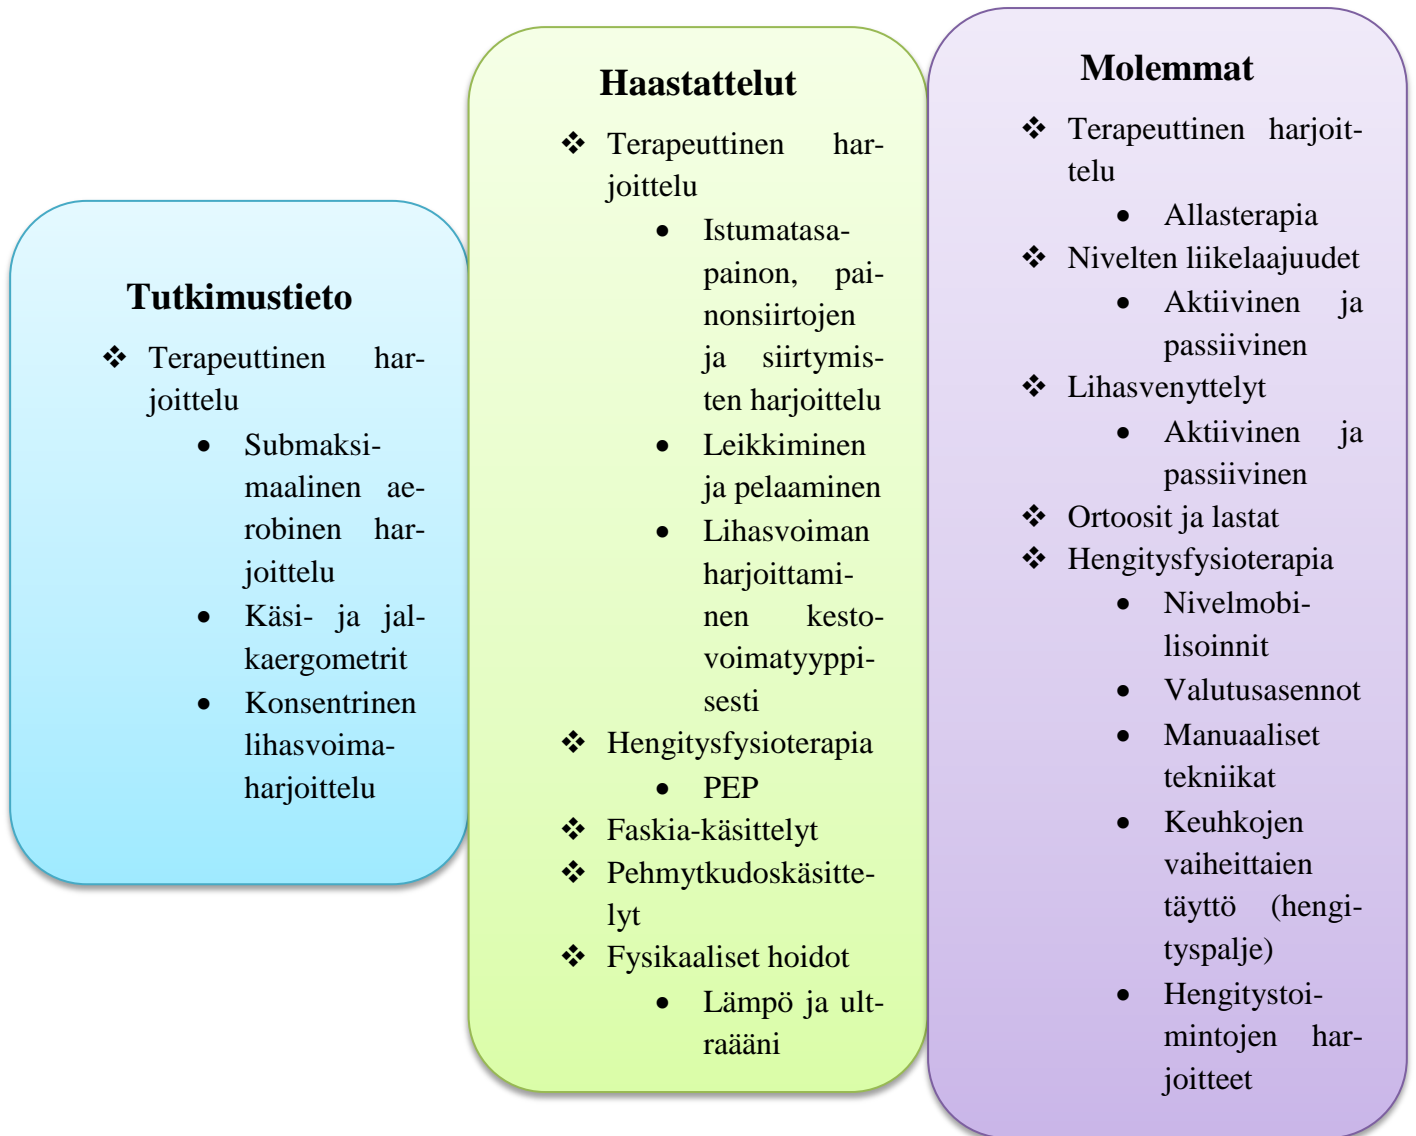 Tutkimustieto
❖ Terapeuttinen har-
joittelu
• Submaksi-
maalinen ae-
robinen har-
joittelu
• Käsi- ja jal-
kaergometrit
• Konsentrinen
lihasvoima-
harjoittelu
Haastattelut
❖ Terapeuttinen har-
joittelu
• Istumatasa-
painon, pai-
nonsiirtojen
ja siirtymis-
ten harjoittelu
• Leikkiminen
ja pelaaminen
• Lihasvoiman
harjoittami-
nen kesto-
voimatyyppi-
sesti
❖ Hengitysfysioterapia
• PEP
❖ Faskia-käsittelyt
❖ Pehmytkudoskäsitte-
lyt
❖ Fysikaaliset hoidot
• Lämpö ja ult-
raääni
Molemmat
❖ Terapeuttinen harjoit-
telu
• Allasterapia
❖ Nivelten liikelaajuudet
• Aktiivinen ja
passiivinen
❖ Lihasvenyttelyt
• Aktiivinen ja
passiivinen
❖ Ortoosit ja lastat
❖ Hengitysfysioterapia
• Nivelmobi-
lisoinnit
• Valutusasennot
• Manuaaliset
tekniikat
• Keuhkojen
vaiheittaien
täyttö (hengi-
tyspalje)
• Hengitystoi-
mintojen har-
joitteet